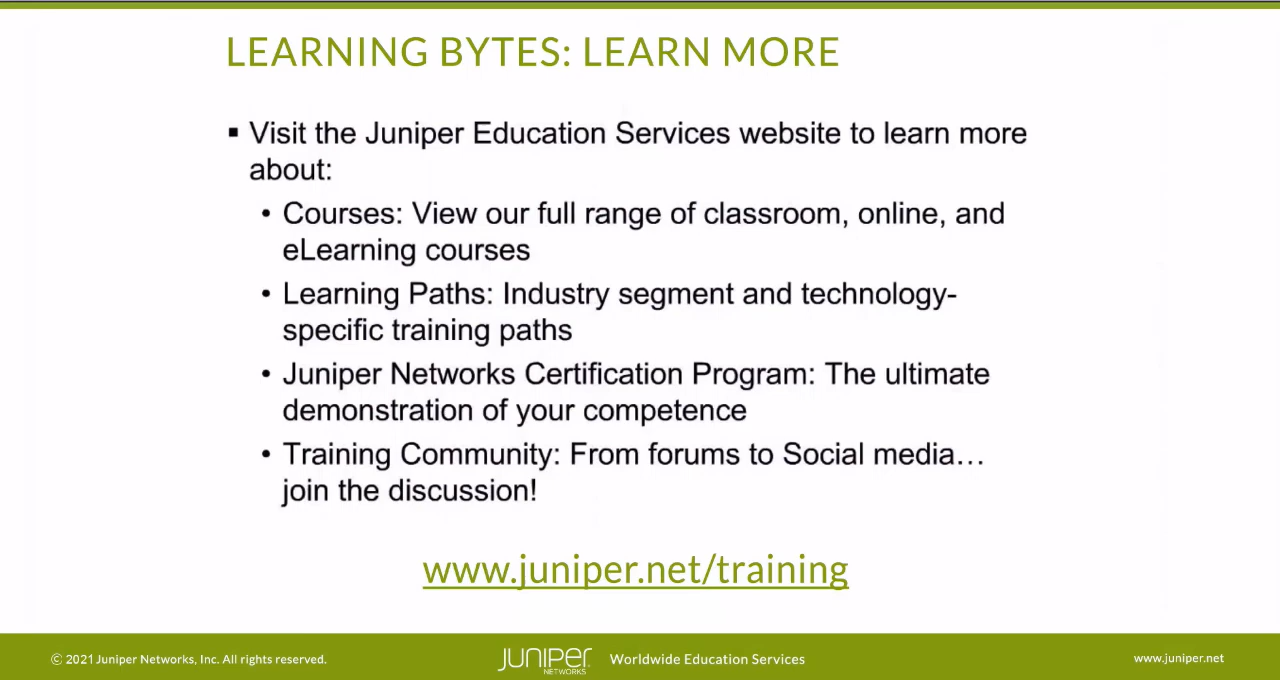 LEARNING BYTES: LEARN MORE
▪ Visit the Juniper Education Services website to learn more
about:
• Courses: View our full range of classroom, online, and
eLearning courses
• Learning Paths: Industry segment and technology-
specific training paths
• Juniper Networks Certification Program: The ultimate
demonstration of your competence
• Training Community: From forums to Social media…
join the discussion!
www.juniper.net/training
© 2021 Juniper Networks, Inc. All rights reserved.
JUNIPER
NETWORKS
Worldwide Education Services
www.juniper.net